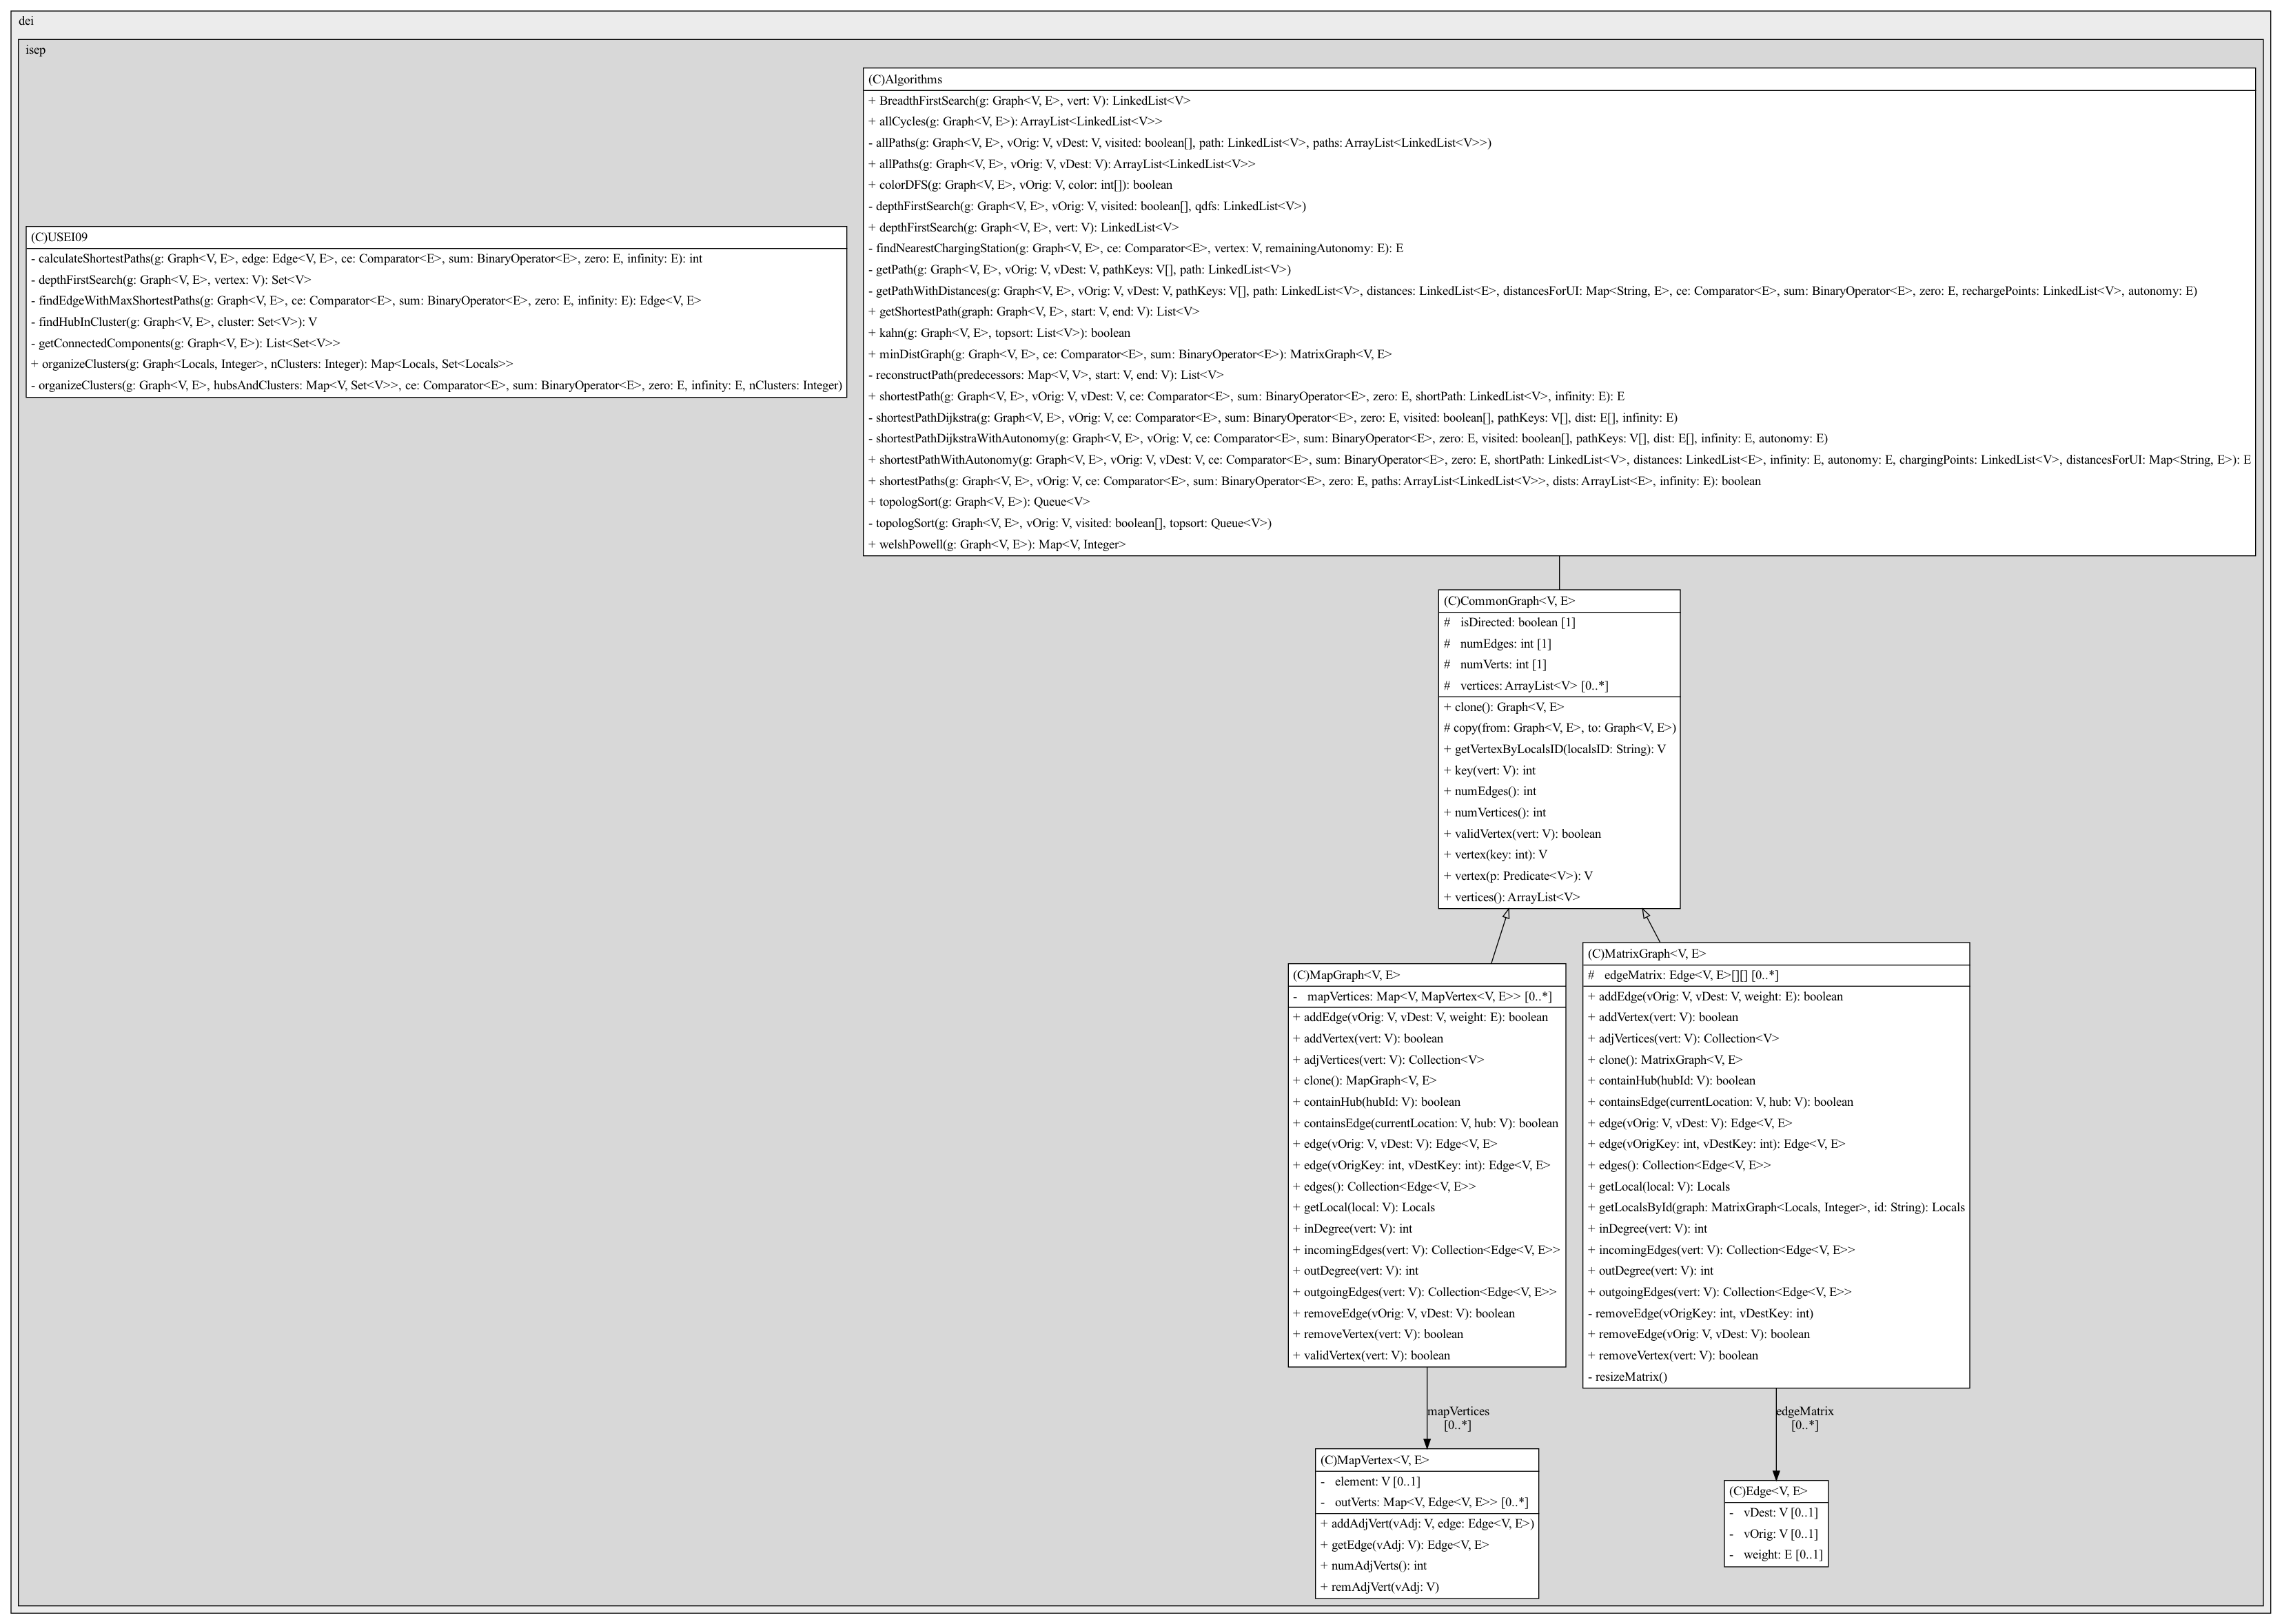 dei
isep
(C)USEI09
- calculateShortestPaths(g: Graph<V, E>, edge: Edge<V, E>, ce: Comparator<E>, sum: BinaryOperator<E>, zero: E, infinity: E): int
- depthFirstSearch(g: Graph<V, E>, vertex: V): Set<V>
- findEdgeWithMaxShortestPaths(g: Graph<V, E>, ce: Comparator<E>, sum: BinaryOperator<E>, zero: E, infinity: E): Edge<V, E>
- findHubInCluster(g: Graph<V, E>, cluster: Set<V>): V
- getConnectedComponents(g: Graph<V, E>): List<Set<V>>
+ organizeClusters(g: Graph<Locals, Integer>, nClusters: Integer): Map<Locals, Set<Locals>>
- organizeClusters(g: Graph<V, E>, hubsAndClusters: Map<V, Set<V>>, ce: Comparator<E>, sum: BinaryOperator<E>, zero: E, infinity: E, nClusters: Integer)
(C)Algorithms
+ BreadthFirstSearch(g: Graph<V, E>, vert: V): LinkedList<V>
+ allCycles(g: Graph<V, E>): ArrayList<LinkedList<V>>
- allPaths(g: Graph<V, E>, vOrig: V, vDest: V, visited: boolean[], path: LinkedList<V>, paths: ArrayList<LinkedList<V>>)
+ allPaths(g: Graph<V, E>, vOrig: V, vDest: V): ArrayList<LinkedList<V>>
+ colorDFS(g: Graph<V, E>, vOrig: V, color: int[]): boolean
- depthFirstSearch(g: Graph<V, E>, vOrig: V, visited: boolean[], qdfs: LinkedList<V>)
+ depthFirstSearch(g: Graph<V, E>, vert: V): LinkedList<V>
- findNearestChargingStation(g: Graph<V, E>, ce: Comparator<E>, vertex: V, remainingAutonomy: E): E
- getPath(g: Graph<V, E>, vOrig: V, vDest: V, pathKeys: V[], path: LinkedList<V>)
- getPathWithDistances(g: Graph<V, E>, vOrig: V, vDest: V, pathKeys: V[], path: LinkedList<V>, distances: LinkedList<E>, distancesForUI: Map<String, E>, ce: Comparator<E>, sum: BinaryOperator<E>, zero: E, rechargePoints: LinkedList<V>, autonomy: E)
+ getShortestPath(graph: Graph<V, E>, start: V, end: V): List<V>
+ kahn(g: Graph<V, E>, topsort: List<V>): boolean
+ minDistGraph(g: Graph<V, E>, ce: Comparator<E>, sum: BinaryOperator<E>): MatrixGraph<V, E>
- reconstructPath(predecessors: Map<V, V>, start: V, end: V): List<V>
+ shortestPath(g: Graph<V, E>, vOrig: V, vDest: V, ce: Comparator<E>, sum: BinaryOperator<E>, zero: E, shortPath: LinkedList<V>, infinity: E): E
- shortestPathDijkstra(g: Graph<V, E>, vOrig: V, ce: Comparator<E>, sum: BinaryOperator<E>, zero: E, visited: boolean[], pathKeys: V[], dist: E[], infinity: E)
- shortestPathDijkstraWithAutonomy(g: Graph<V, E>, vOrig: V, ce: Comparator<E>, sum: BinaryOperator<E>, zero: E, visited: boolean[], pathKeys: V[], dist: E[], infinity: E, autonomy: E)
+ shortestPathWithAutonomy(g: Graph<V, E>, vOrig: V, vDest: V, ce: Comparator<E>, sum: BinaryOperator<E>, zero: E, shortPath: LinkedList<V>, distances: LinkedList<E>, infinity: E, autonomy: E, chargingPoints: LinkedList<V>, distancesForUI: Map<String, E>): E
+ shortestPaths(g: Graph<V, E>, vOrig: V, ce: Comparator<E>, sum: BinaryOperator<E>, zero: E, paths: ArrayList<LinkedList<V>>, dists: ArrayList<E>, infinity: E): boolean
+ topologSort(g: Graph<V, E>): Queue<V>
- topologSort(g: Graph<V, E>, vOrig: V, visited: boolean[], topsort: Queue<V>)
+ welshPowell(g: Graph<V, E>): Map<V, Integer>
(C)CommonGraph<V, E>
# isDirected: boolean [1]
# numEdges: int [1]
# numVerts: int [1]
# vertices: ArrayList<V> [0..*]
+ clone(): Graph<V, E>
# copy(from: Graph<V, E>, to: Graph<V, E>)
+ getVertexByLocalsID(localsID: String): V
+ key(vert: V): int
+ numEdges(): int
+ numVertices(): int
+ validVertex(vert: V): boolean
+ vertex(key: int): V
+ vertex(p: Predicate<V>): V
+ vertices(): ArrayList<V>
(C)MapGraph<V, E>
- mapVertices: Map<V, MapVertex<V, E>> [0..*]
+ addEdge(vOrig: V, vDest: V, weight: E): boolean
+ addVertex(vert: V): boolean
+ adjVertices(vert: V): Collection<V>
+ clone(): MapGraph<V, E>
+ containHub(hubId: V): boolean
+ containsEdge(currentLocation: V, hub: V): boolean
+ edge(vOrig: V, vDest: V): Edge<V, E>
+ edge(vOrigKey: int, vDestKey: int): Edge<V, E>
+ edges(): Collection<Edge<V, E>>
+ getLocal(local: V): Locals
+ inDegree(vert: V): int
+ incomingEdges(vert: V): Collection<Edge<V, E>>
+ outDegree(vert: V): int
+ outgoingEdges(vert: V): Collection<Edge<V, E>>
+ removeEdge(vOrig: V, vDest: V): boolean
+ removeVertex(vert: V): boolean
+ validVertex(vert: V): boolean
(C)MatrixGraph<V, E>
# edgeMatrix: Edge<V, E>[][] [0..*]
+ addEdge(vOrig: V, vDest: V, weight: E): boolean
+ addVertex(vert: V): boolean
+ adjVertices(vert: V): Collection<V>
+ clone(): MatrixGraph<V, E>
+ containHub(hubId: V): boolean
+ containsEdge(currentLocation: V, hub: V): boolean
+ edge(vOrig: V, vDest: V): Edge<V, E>
+ edge(vOrigKey: int, vDestKey: int): Edge<V, E>
+ edges(): Collection<Edge<V, E>>
+ getLocal(local: V): Locals
+ getLocalsById(graph: MatrixGraph<Locals, Integer>, id: String): Locals
+ inDegree(vert: V): int
+ incomingEdges(vert: V): Collection<Edge<V, E>>
+ outDegree(vert: V): int
+ outgoingEdges(vert: V): Collection<Edge<V, E>>
- removeEdge(vOrigKey: int, vDestKey: int)
+ removeEdge(vOrig: V, vDest: V): boolean
+ removeVertex(vert: V): boolean
- resizeMatrix()
mapVertices
[0..*]
edgeMatrix
[0..*]
(C)MapVertex<V, E>
- element: V [0..1]
- outVerts: Map<V, Edge<V, E>> [0..*]
+ addAdjVert(vAdj: V, edge: Edge<V, E>)
+ getEdge(vAdj: V): Edge<V, E>
+ numAdjVerts(): int
+ remAdjVert(vAdj: V)
(C)Edge<V, E>
- vDest: V [0..1]
- vOrig: V [0..1]
- weight: E [0..1]